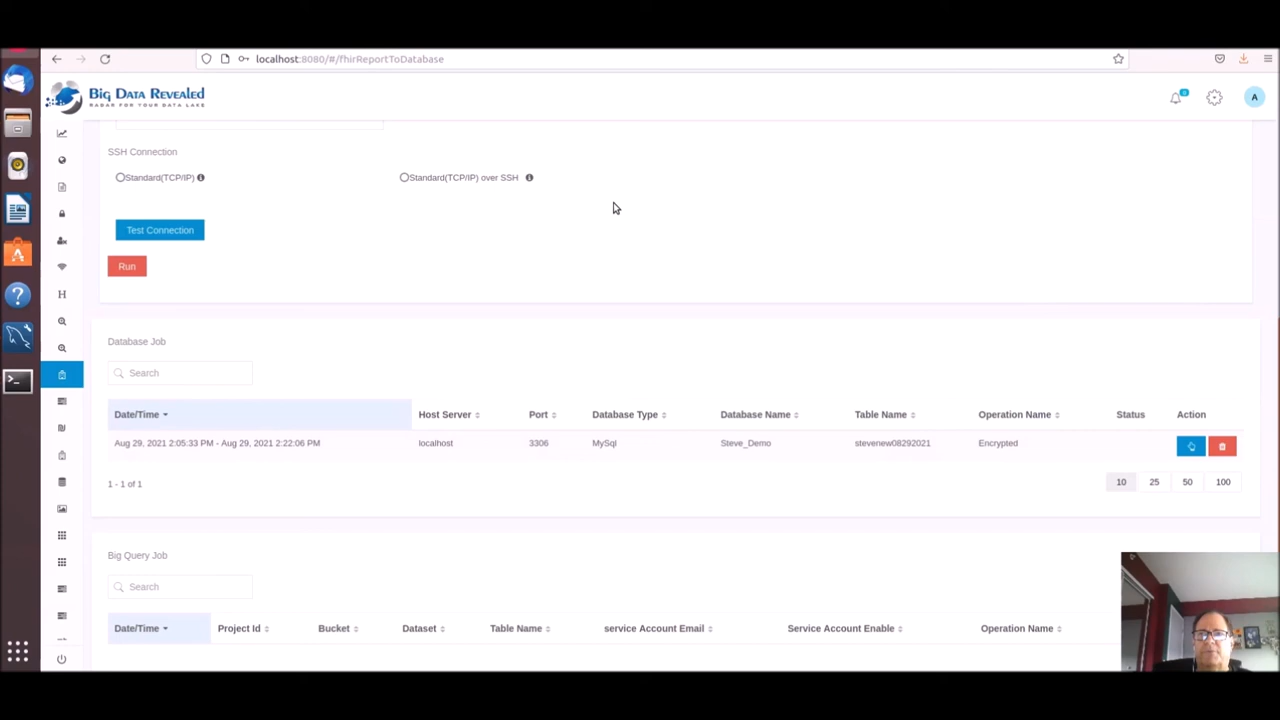 localhost:8080/#/fhirReportToDatabase
BIG DATA REVEALED
RADAR FOR YOUR DATA LAKE
0
A
SSH Connection
Standard(TCP/IP)
Standard(TCP/IP) over SSH
Test Connection
Run
Database Job
Search
Date/Time Host Server Port Database Type Database Name Table Name Operation Name Status Action
Aug 29, 2021 2:05:33 PM - Aug 29, 2021 2:22:06 PM localhost 3306 MySql Steve_Demo stevenew08292021 Encrypted
1 - 1 of 1
10 25 50 100
Big Query Job
Search
Date/Time Project Id Bucket Dataset Table Name service Account Email Service Account Enable Operation Name
H